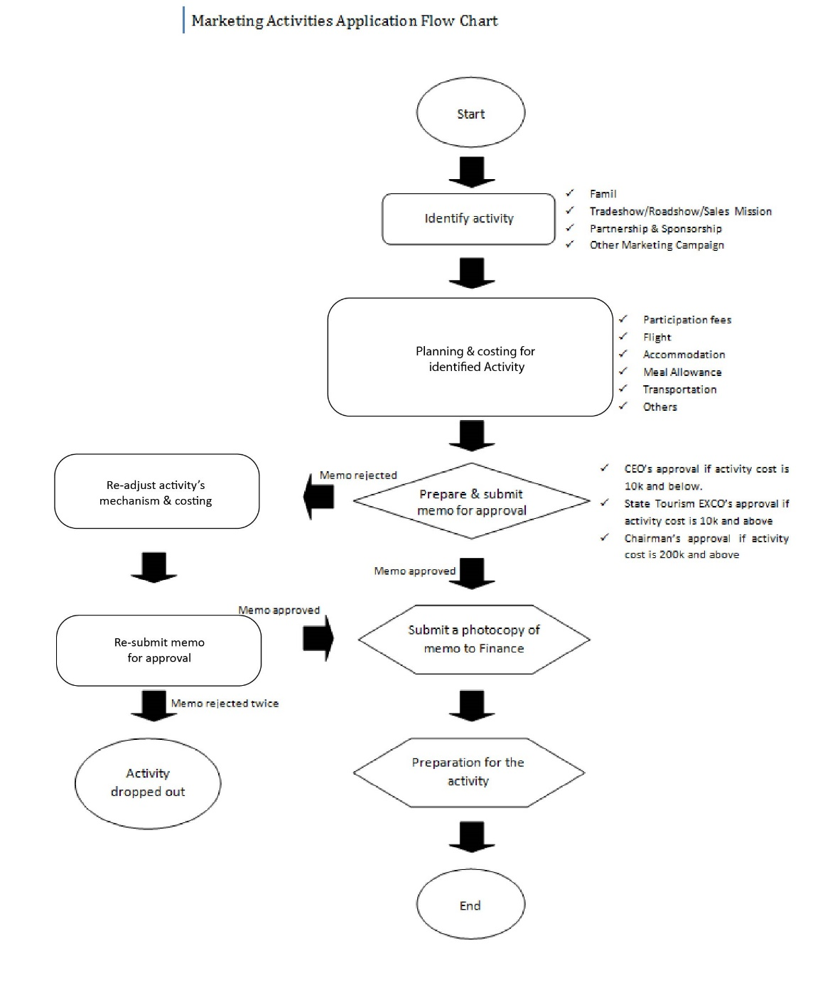 Marketing Activities Application Flow Chart
Start
Identify activity
✓ Famil
✓ Tradeshow/Roadshow/Sales Mission
✓ Partnership & Sponsorship
✓ Other Marketing Campaign
Planning & costing for
identified Activity
✓ Participation fees
✓ Flight
✓ Accommodation
✓ Meal Allowance
✓ Transportation
✓ Others
Memo rejected
Prepare & submit
memo for approval
✓ CEO's approval if activity cost is
10k and below.
✓ State Tourism EXCO's approval if
activity cost is 10k and above
✓ Chairman's approval if activity
cost is 200k and above
Re-adjust activity's
mechanism & costing
Memo approved
Memo approved
Re-submit memo
for approval
Submit a photocopy of
memo to Finance
Memo rejected twice
Activity
dropped out
Preparation for the
activity
End